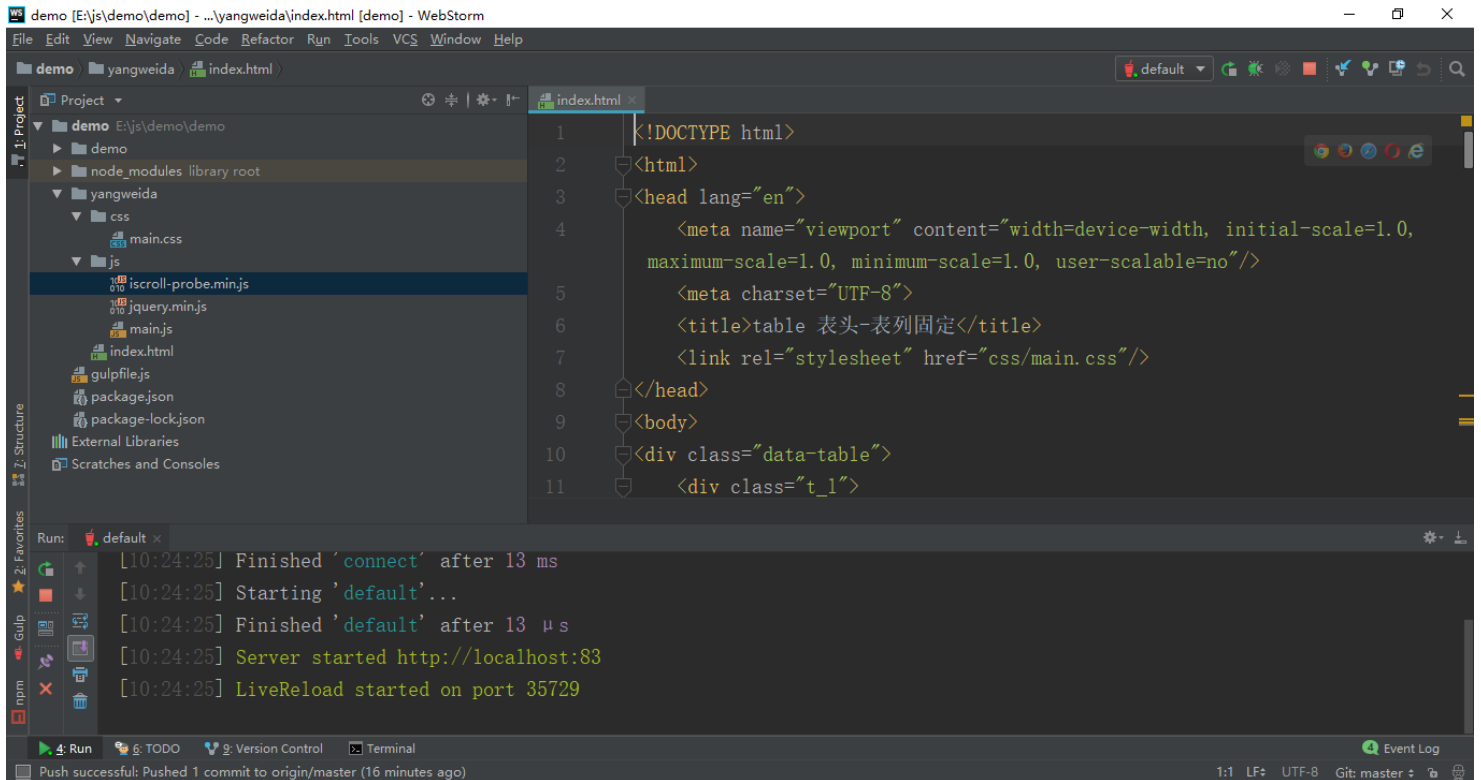 demo [E:\js\demo\demo] - ...\yangweida\index.html [demo] - WebStorm
File Edit View Navigate Code Refactor Run Tools VCS Window Help
demo yangweida index.html default
1: Project
Project
index.html
demo E:\js\demo\demo
demo
node_modules library root
yangweida
css
main.css
js
iscroll-probe.min.js
jquery.min.js
main.js
index.html
gulpfile.js
package.json
package-lock.json
External Libraries
Scratches and Consoles
1 <!DOCTYPE html>
2 <html>
3 <head lang="en">
4 <meta name="viewport" content="width=device-width, initial-scale=1.0,
maximum-scale=1.0, minimum-scale=1.0, user-scalable=no"/>
5 <meta charset="UTF-8">
6 <title>table 表头-表列固定</title>
7 <link rel="stylesheet" href="css/main.css"/>
8 </head>
9 <body>
10 <div class="data-table">
11 <div class="t_l">
7: Structure
2: Favorites
Gulp
npm
Run: default
[10:24:25] Finished 'connect' after 13 ms
[10:24:25] Starting 'default'...
[10:24:25] Finished 'default' after 13 μs
[10:24:25] Server started http://localhost:83
[10:24:25] LiveReload started on port 35729
4: Run 6: TODO 9: Version Control Terminal 4 Event Log
Push successful: Pushed 1 commit to origin/master (16 minutes ago) 1:1 LF UTF-8 Git: master